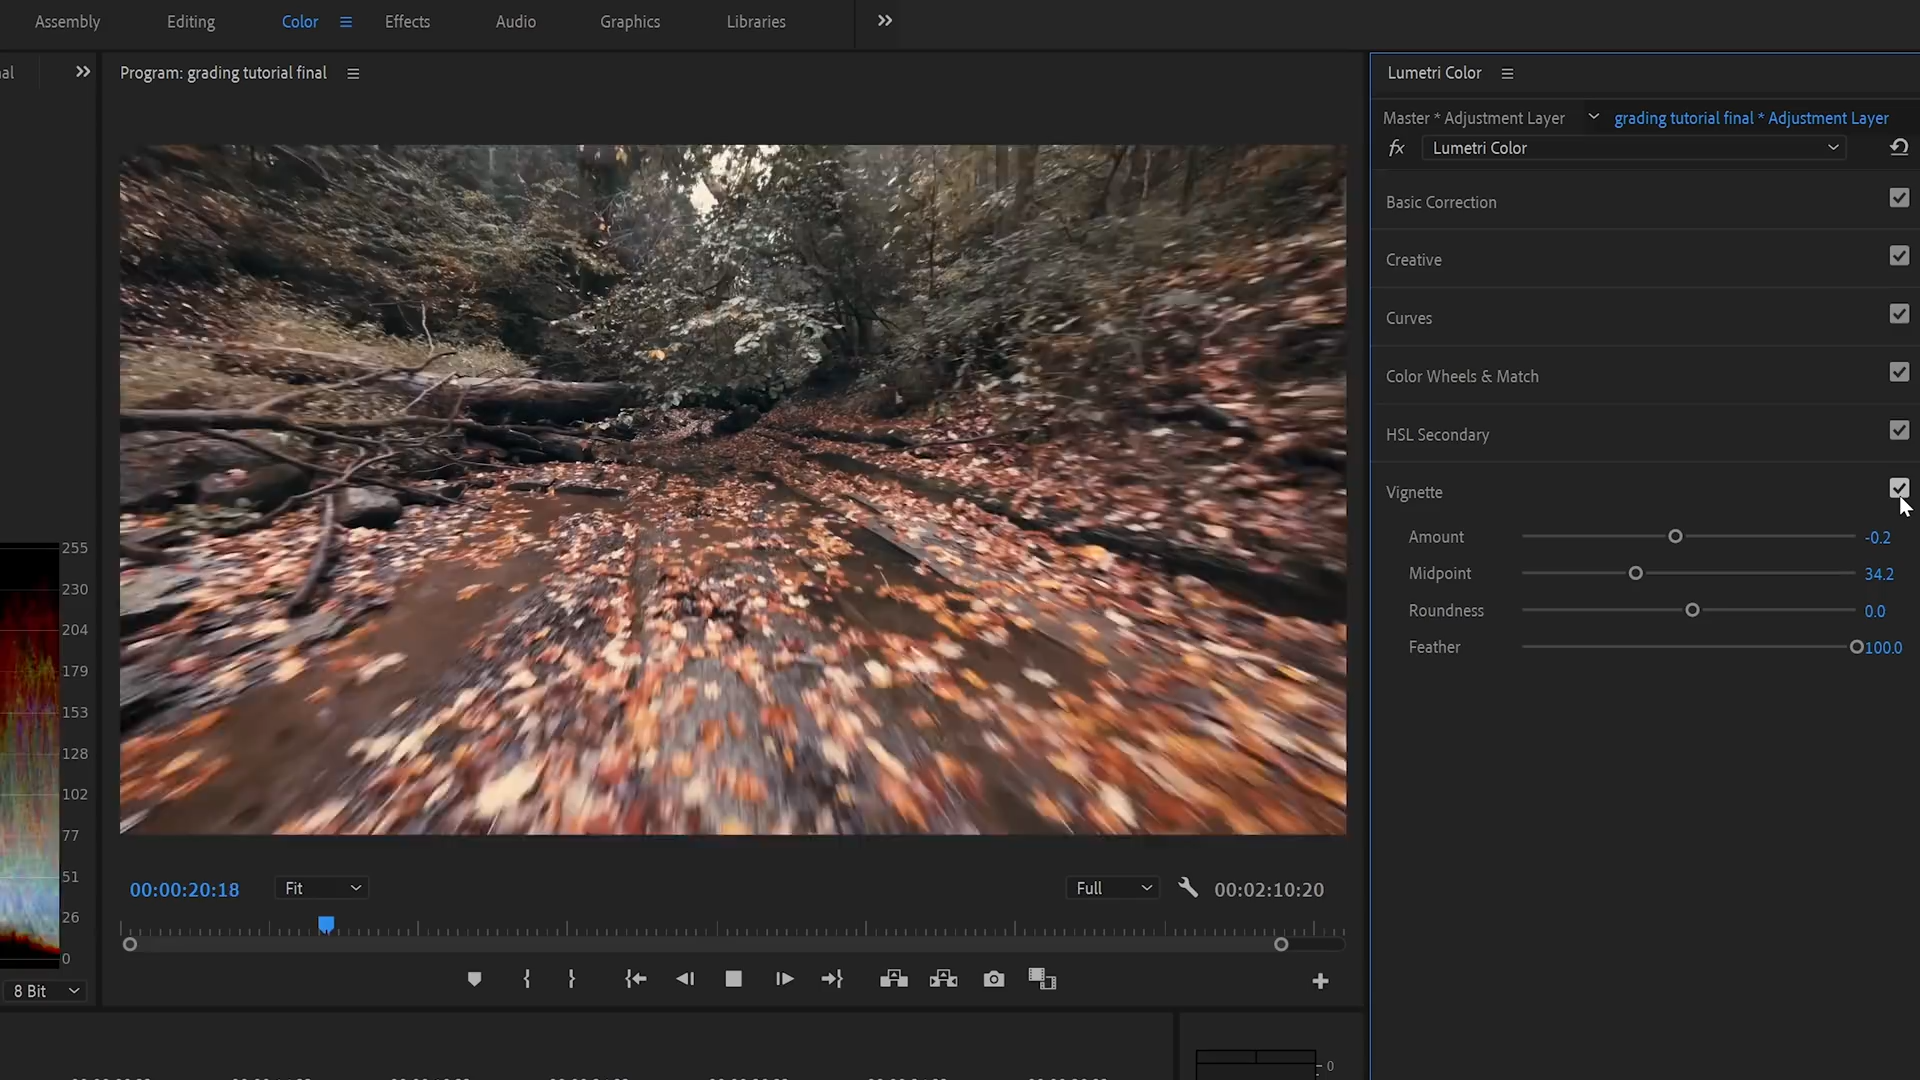 Assembly Editing Color Effects Audio Graphics Libraries
al
Program: grading tutorial final
Lumetri Color
Master * Adjustment Layer grading tutorial final * Adjustment Layer
fx Lumetri Color
Basic Correction
Creative
Curves
Color Wheels & Match
HSL Secondary
Vignette
Amount -0.2
Midpoint 34.2
Roundness 0.0
Feather 100.0
255
230
204
179
153
128
102
77
51
26
0
8 Bit
00:00:20:18 Fit Full 00:02:10:20
0